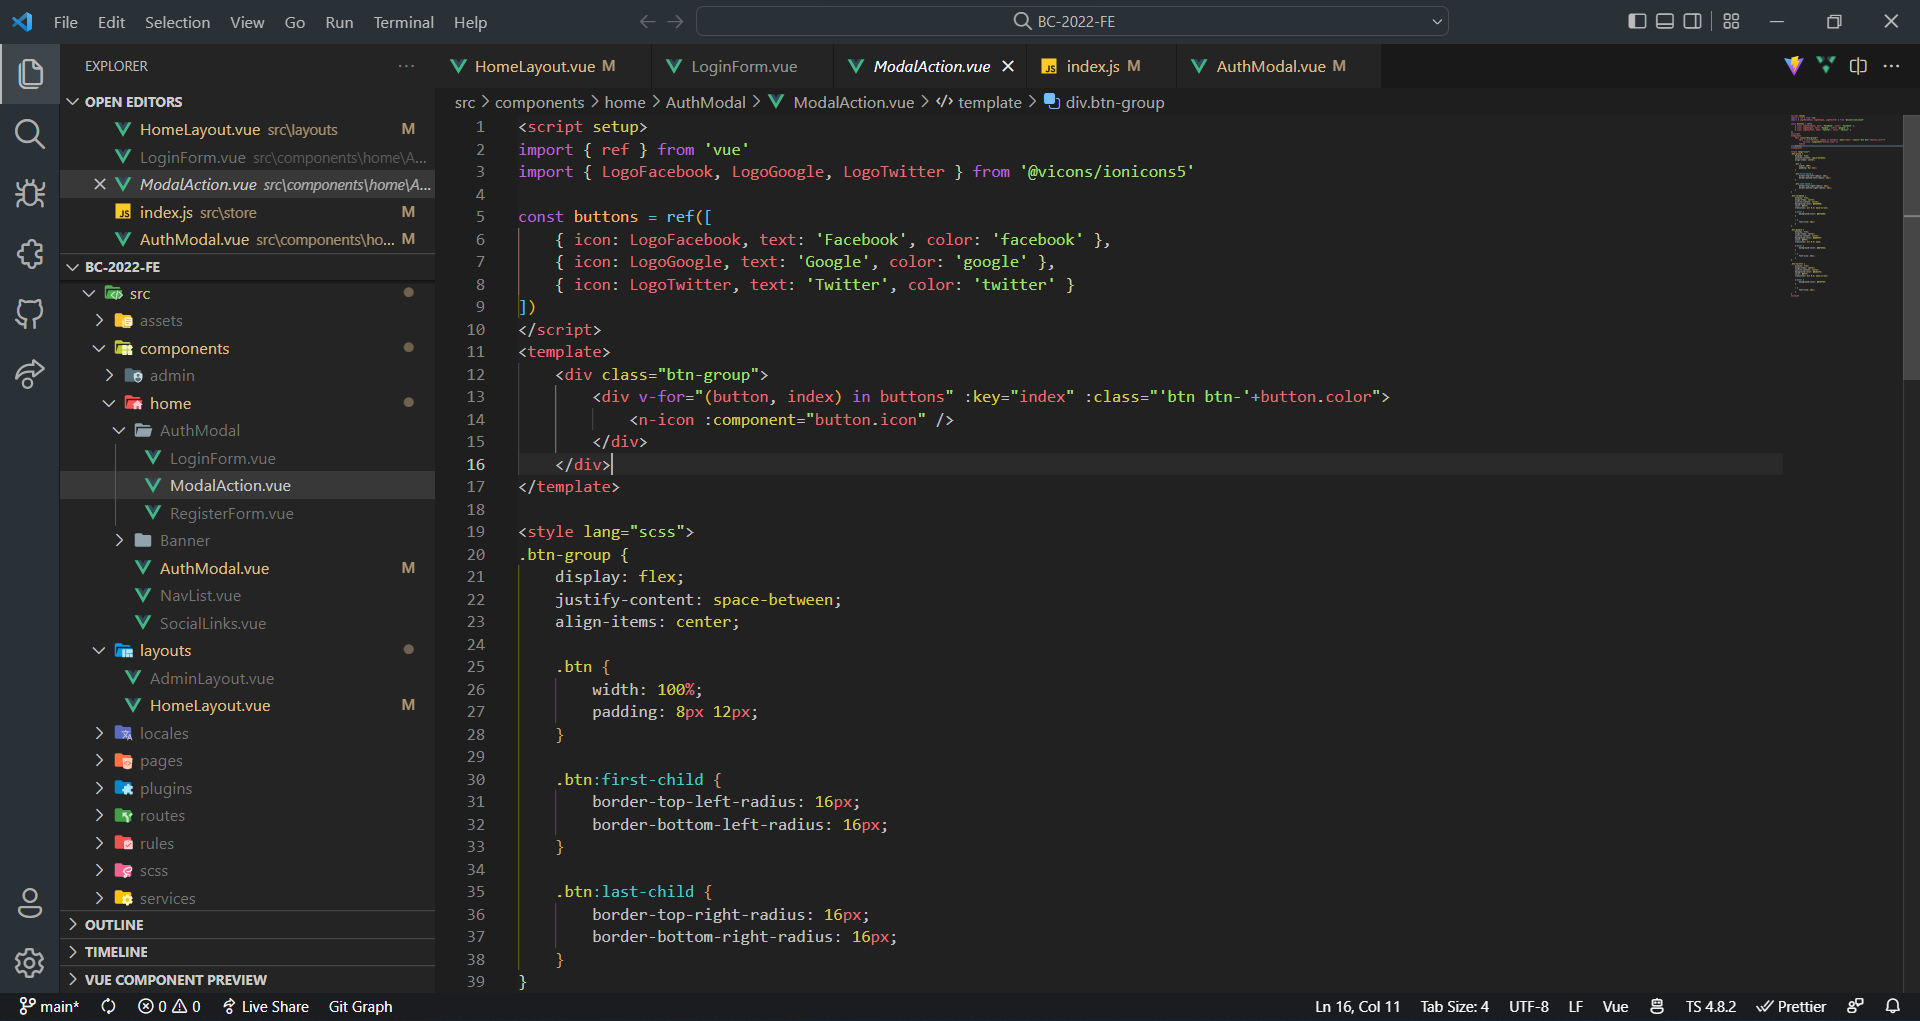 File Edit Selection View Go Run Terminal Help
BC-2022-FE
EXPLORER
HomeLayout.vue M
LoginForm.vue
ModalAction.vue
index.js M
AuthModal.vue M
OPEN EDITORS
HomeLayout.vue src\layouts M
LoginForm.vue src\components\home\A...
ModalAction.vue src\components\home\A...
index.js src\store M
AuthModal.vue src\components\ho... M
BC-2022-FE
src
assets
components
admin
home
AuthModal
LoginForm.vue
ModalAction.vue
RegisterForm.vue
Banner
AuthModal.vue M
NavList.vue
SocialLinks.vue
layouts
AdminLayout.vue
HomeLayout.vue M
locales
pages
plugins
routes
rules
scss
services
OUTLINE
TIMELINE
VUE COMPONENT PREVIEW
src > components > home > AuthModal > ModalAction.vue > template > div.btn-group
1 <script setup>
2 import { ref } from 'vue'
3 import { LogoFacebook, LogoGoogle, LogoTwitter } from '@vicons/ionicons5'
4
5 const buttons = ref([
6     { icon: LogoFacebook, text: 'Facebook', color: 'facebook' },
7     { icon: LogoGoogle, text: 'Google', color: 'google' },
8     { icon: LogoTwitter, text: 'Twitter', color: 'twitter' }
9 ])
10 </script>
11 <template>
12     <div class="btn-group">
13         <div v-for="(button, index) in buttons" :key="index" :class="'btn btn-'+button.color">
14             <n-icon :component="button.icon" />
15         </div>
16     </div>
17 </template>
18
19 <style lang="scss">
20 .btn-group {
21     display: flex;
22     justify-content: space-between;
23     align-items: center;
24
25     .btn {
26         width: 100%;
27         padding: 8px 12px;
28     }
29
30     .btn:first-child {
31         border-top-left-radius: 16px;
32         border-bottom-left-radius: 16px;
33     }
34
35     .btn:last-child {
36         border-top-right-radius: 16px;
37         border-bottom-right-radius: 16px;
38     }
39 }
main* 0 0 Live Share Git Graph
Ln 16, Col 11 Tab Size: 4 UTF-8 LF Vue TS 4.8.2 Prettier